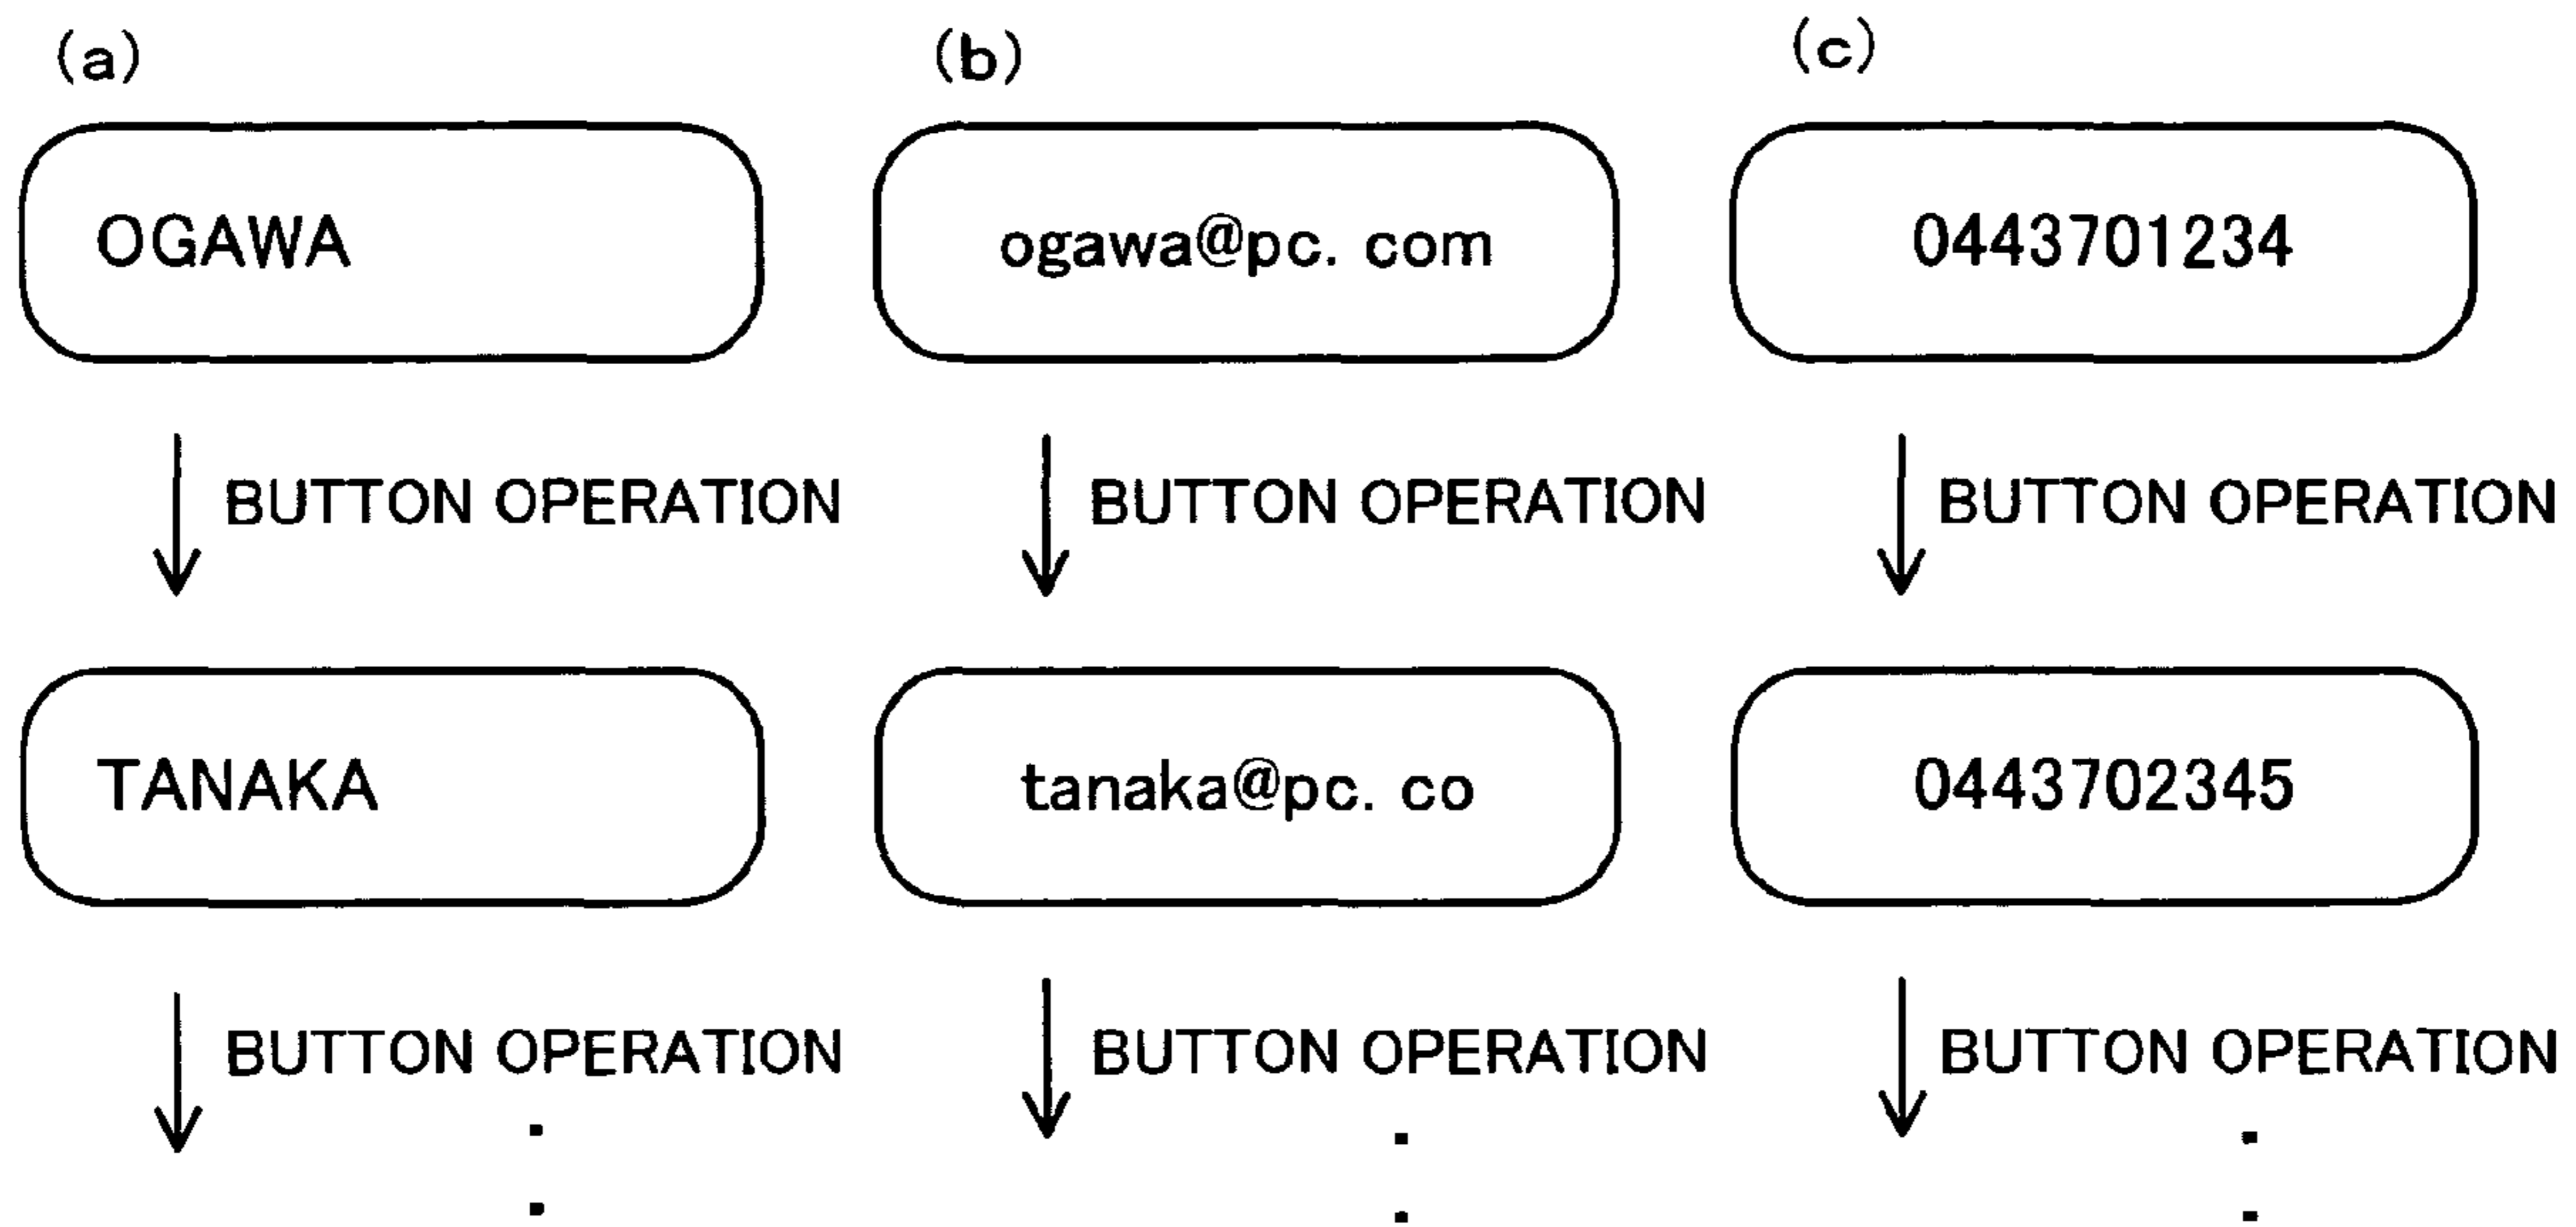 (a) (b) (c)
OGAWA ogawa@pc. com 0443701234
BUTTON OPERATION BUTTON OPERATION BUTTON OPERATION
TANAKA tanaka@pc. co 0443702345
BUTTON OPERATION BUTTON OPERATION BUTTON OPERATION